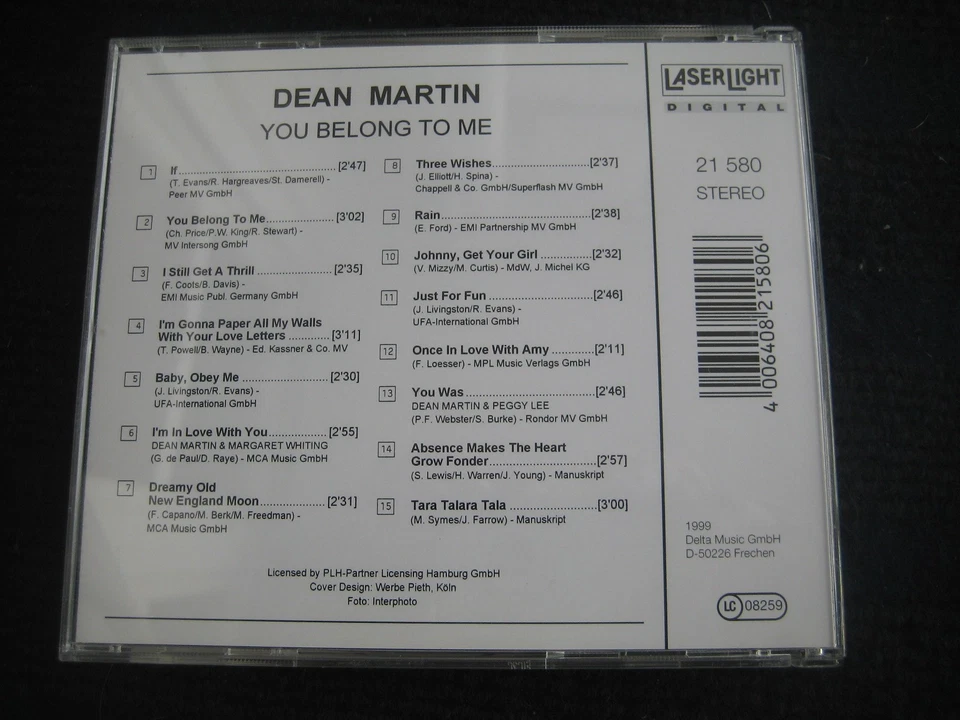 DEAN MARTIN
YOU BELONG TO ME
1 If.................................................[2'47]
(T. Evans/R. Hargreaves/St. Damerell) -
Peer MV GmbH
2 You Belong To Me.................... [3'02]
(Ch. Price/P.W. King/R. Stewart) -
MV Intersong GmbH
3 I Still Get A Thrill ....................... [2'35]
(F. Coots/B. Davis) -
EMI Music Publ. Germany GmbH
4 I'm Gonna Paper All My Walls
With Your Love Letters ............[3'11]
(T. Powell/B. Wayne) - Ed. Kassner & Co. MV
5 Baby, Obey Me ..........................[2'30]
(J. Livingston/R. Evans) -
UFA-International GmbH
6 I'm In Love With You.................[2'55]
DEAN MARTIN & MARGARET WHITING
(G. de Paul/D. Raye) - MCA Music GmbH
7 Dreamy Old
New England Moon....................[2'31]
(F. Capano/M. Berk/M. Freedman) -
MCA Music GmbH
8 Three Wishes.............................[2'37]
(J. Elliott/H. Spina) -
Chappell & Co. GmbH/Superflash MV GmbH
9 Rain.............................................[2'38]
(E. Ford) - EMI Partnership MV GmbH
10 Johnny, Get Your Girl ...............[2'32]
(V. Mizzy/M. Curtis) - MdW, J. Michel KG
11 Just For Fun ...............................[2'46]
(J. Livingston/R. Evans) -
UFA-International GmbH
12 Once In Love With Amy ............[2'11]
(F. Loesser) - MPL Music Verlags GmbH
13 You Was.......................................[2'46]
DEAN MARTIN & PEGGY LEE
(P.F. Webster/S. Burke) - Rondor MV GmbH
14 Absence Makes The Heart
Grow Fonder................................[2'57]
(S. Lewis/H. Warren/J. Young) - Manuskript
15 Tara Talara Tala ..........................[3'00]
(M. Symes/J. Farrow) - Manuskript
Licensed by PLH-Partner Licensing Hamburg GmbH
Cover Design: Werbe Pieth, Köln
Foto: Interphoto
LASERLIGHT
DIGITAL
21 580
STEREO
4 006408 215806
1999
Delta Music GmbH
D-50226 Frechen
LC 08259